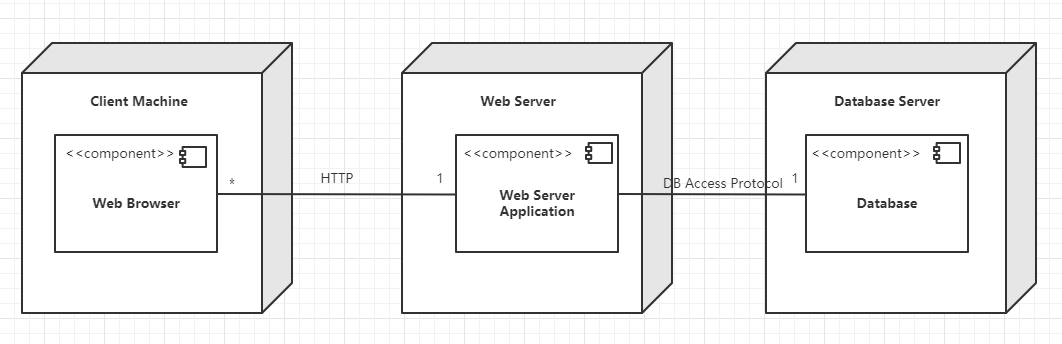 Client Machine
<<component>>
Web Browser
*
HTTP
1
Web Server
<<component>>
Web Server
Application
DB Access Protocol
1
Database Server
<<component>>
Database